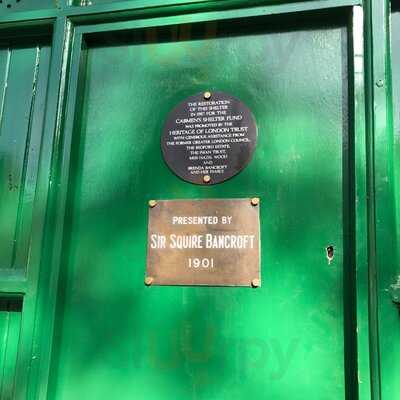 THE RESTORATION
OF THIS SHELTER
IN 1987 FOR THE
CABMEN'S SHELTER FUND
WAS PROMOTED BY THE
HERITAGE OF LONDON TRUST
WITH GENEROUS ASSISTANCE FROM
THE FORMER GREATER LONDON COUNCIL
THE BEDFORD ESTATE,
THE SWAN TRUST,
MISS HAZEL WOOD
AND
BRENDA BANCROFT
AND HER FAMILY
PRESENTED BY
SIR SQUIRE BANCROFT
1901